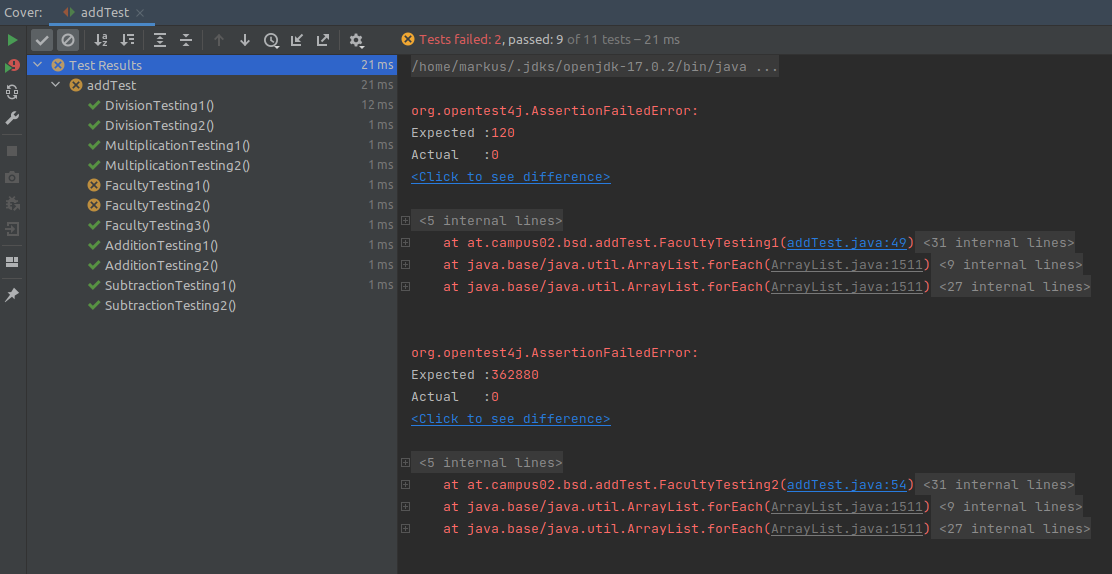 Cover: addTest
Tests failed: 2, passed: 9 of 11 tests – 21 ms
Test Results 21 ms
addTest 21 ms
DivisionTesting1() 12 ms
DivisionTesting2() 1 ms
MultiplicationTesting1() 1 ms
MultiplicationTesting2() 1 ms
FacultyTesting1() 1 ms
FacultyTesting2() 1 ms
FacultyTesting3() 1 ms
AdditionTesting1() 1 ms
AdditionTesting2() 1 ms
SubtractionTesting1() 1 ms
SubtractionTesting2()
/home/markus/.jdks/openjdk-17.0.2/bin/java ...
org.opentest4j.AssertionFailedError:
Expected :120
Actual   :0
<Click to see difference>
<5 internal lines>
at at.campus02.bsd.addTest.FacultyTesting1(addTest.java:49) <31 internal lines>
at java.base/java.util.ArrayList.forEach(ArrayList.java:1511) <9 internal lines>
at java.base/java.util.ArrayList.forEach(ArrayList.java:1511) <27 internal lines>
org.opentest4j.AssertionFailedError:
Expected :362880
Actual   :0
<Click to see difference>
<5 internal lines>
at at.campus02.bsd.addTest.FacultyTesting2(addTest.java:54) <31 internal lines>
at java.base/java.util.ArrayList.forEach(ArrayList.java:1511) <9 internal lines>
at java.base/java.util.ArrayList.forEach(ArrayList.java:1511) <27 internal lines>